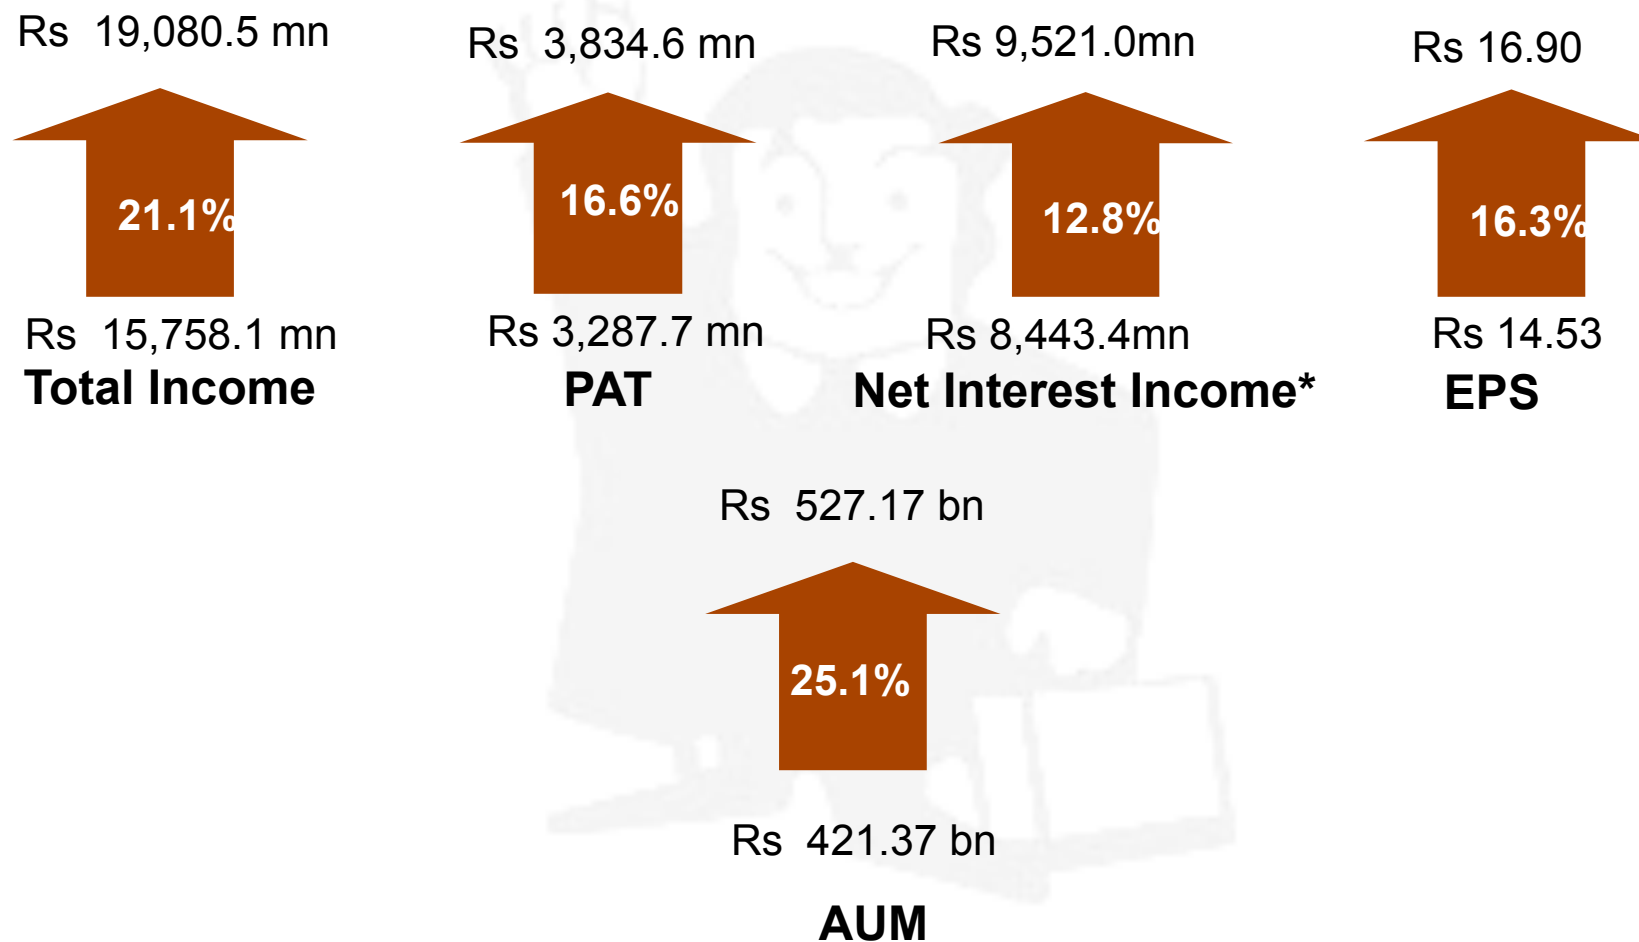 Rs 19,080.5 mn
Rs 3,834.6 mn
Rs 9,521.0mn
Rs 16.90
21.1%
16.6%
12.8%
16.3%
Rs 15,758.1 mn
Rs 3,287.7 mn
Rs 8,443.4mn
Rs 14.53
Total Income
PAT
Net Interest Income*
EPS
Rs 527.17 bn
25.1%
Rs 421.37 bn
AUM